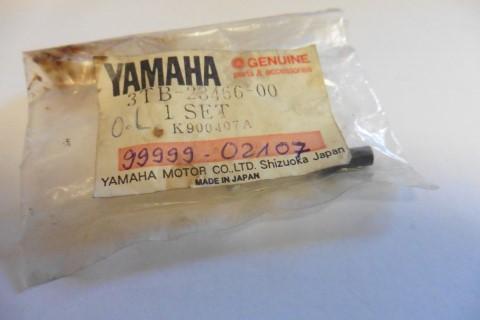 YAMAHA
GENUINE
parts & accessories
3TB-28466-00
1 SET
O.L.
K900407A
99999-02107
YAMAHA MOTOR CO., LTD. Shizuoka Japan
MADE IN JAPAN